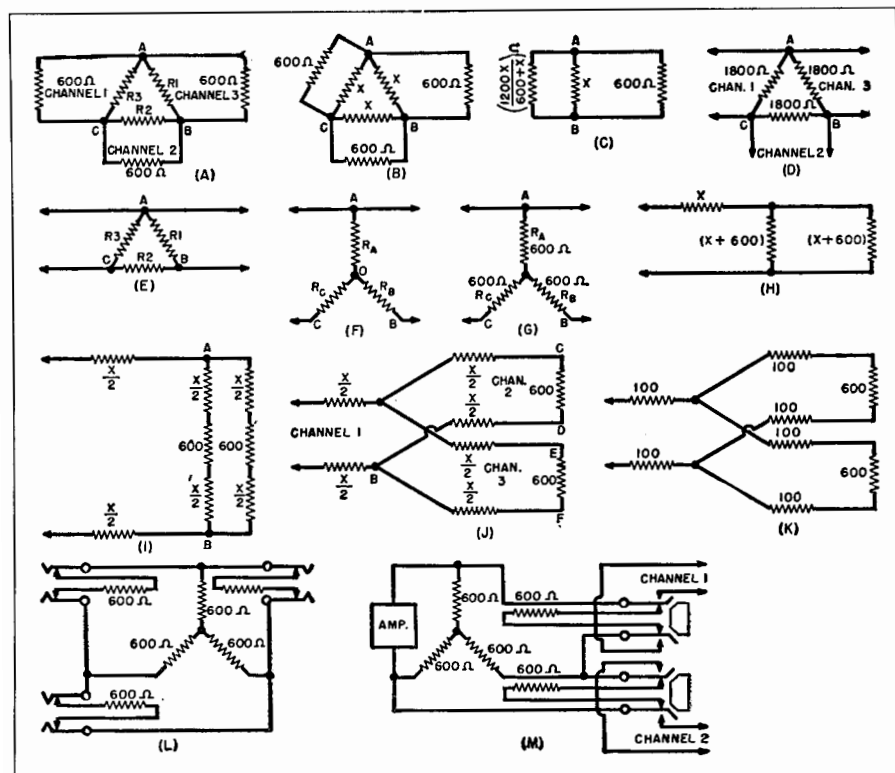 A
600Ω
CHANNEL 1
R3
R1
600Ω
CHANNEL 3
R2
C
B
CHANNEL 2
600Ω
(A)
600Ω
A
X
X
600Ω
X
C
B
600Ω
(B)
A
(1200X / 600+X)Ω
X
600Ω
B
(C)
A
1800Ω
CHAN. 1
1800Ω
CHAN. 3
1800Ω
C
B
CHANNEL 2
(D)
A
R3
R1
C
R2
B
(E)
A
RA
O
RC
RB
C
B
(F)
A
RA
600Ω
600Ω
600Ω
RC
RB
C
B
(G)
X
(X+600)
(X+600)
(H)
X/2
A
X/2
X/2
600
600
X/2
X/2
X/2
B
(I)
X/2
X/2
C
CHAN. 2
600
X/2
D
CHANNEL 1
B
E
X/2
CHAN. 3
600
X/2
X/2
F
(J)
100
100
600
100
100
100
600
100
(K)
600Ω
600Ω
600Ω
600Ω
600Ω
600Ω
(L)
AMP.
600Ω
600Ω
600Ω
600Ω
600Ω
CHANNEL 1
CHANNEL 2
(M)